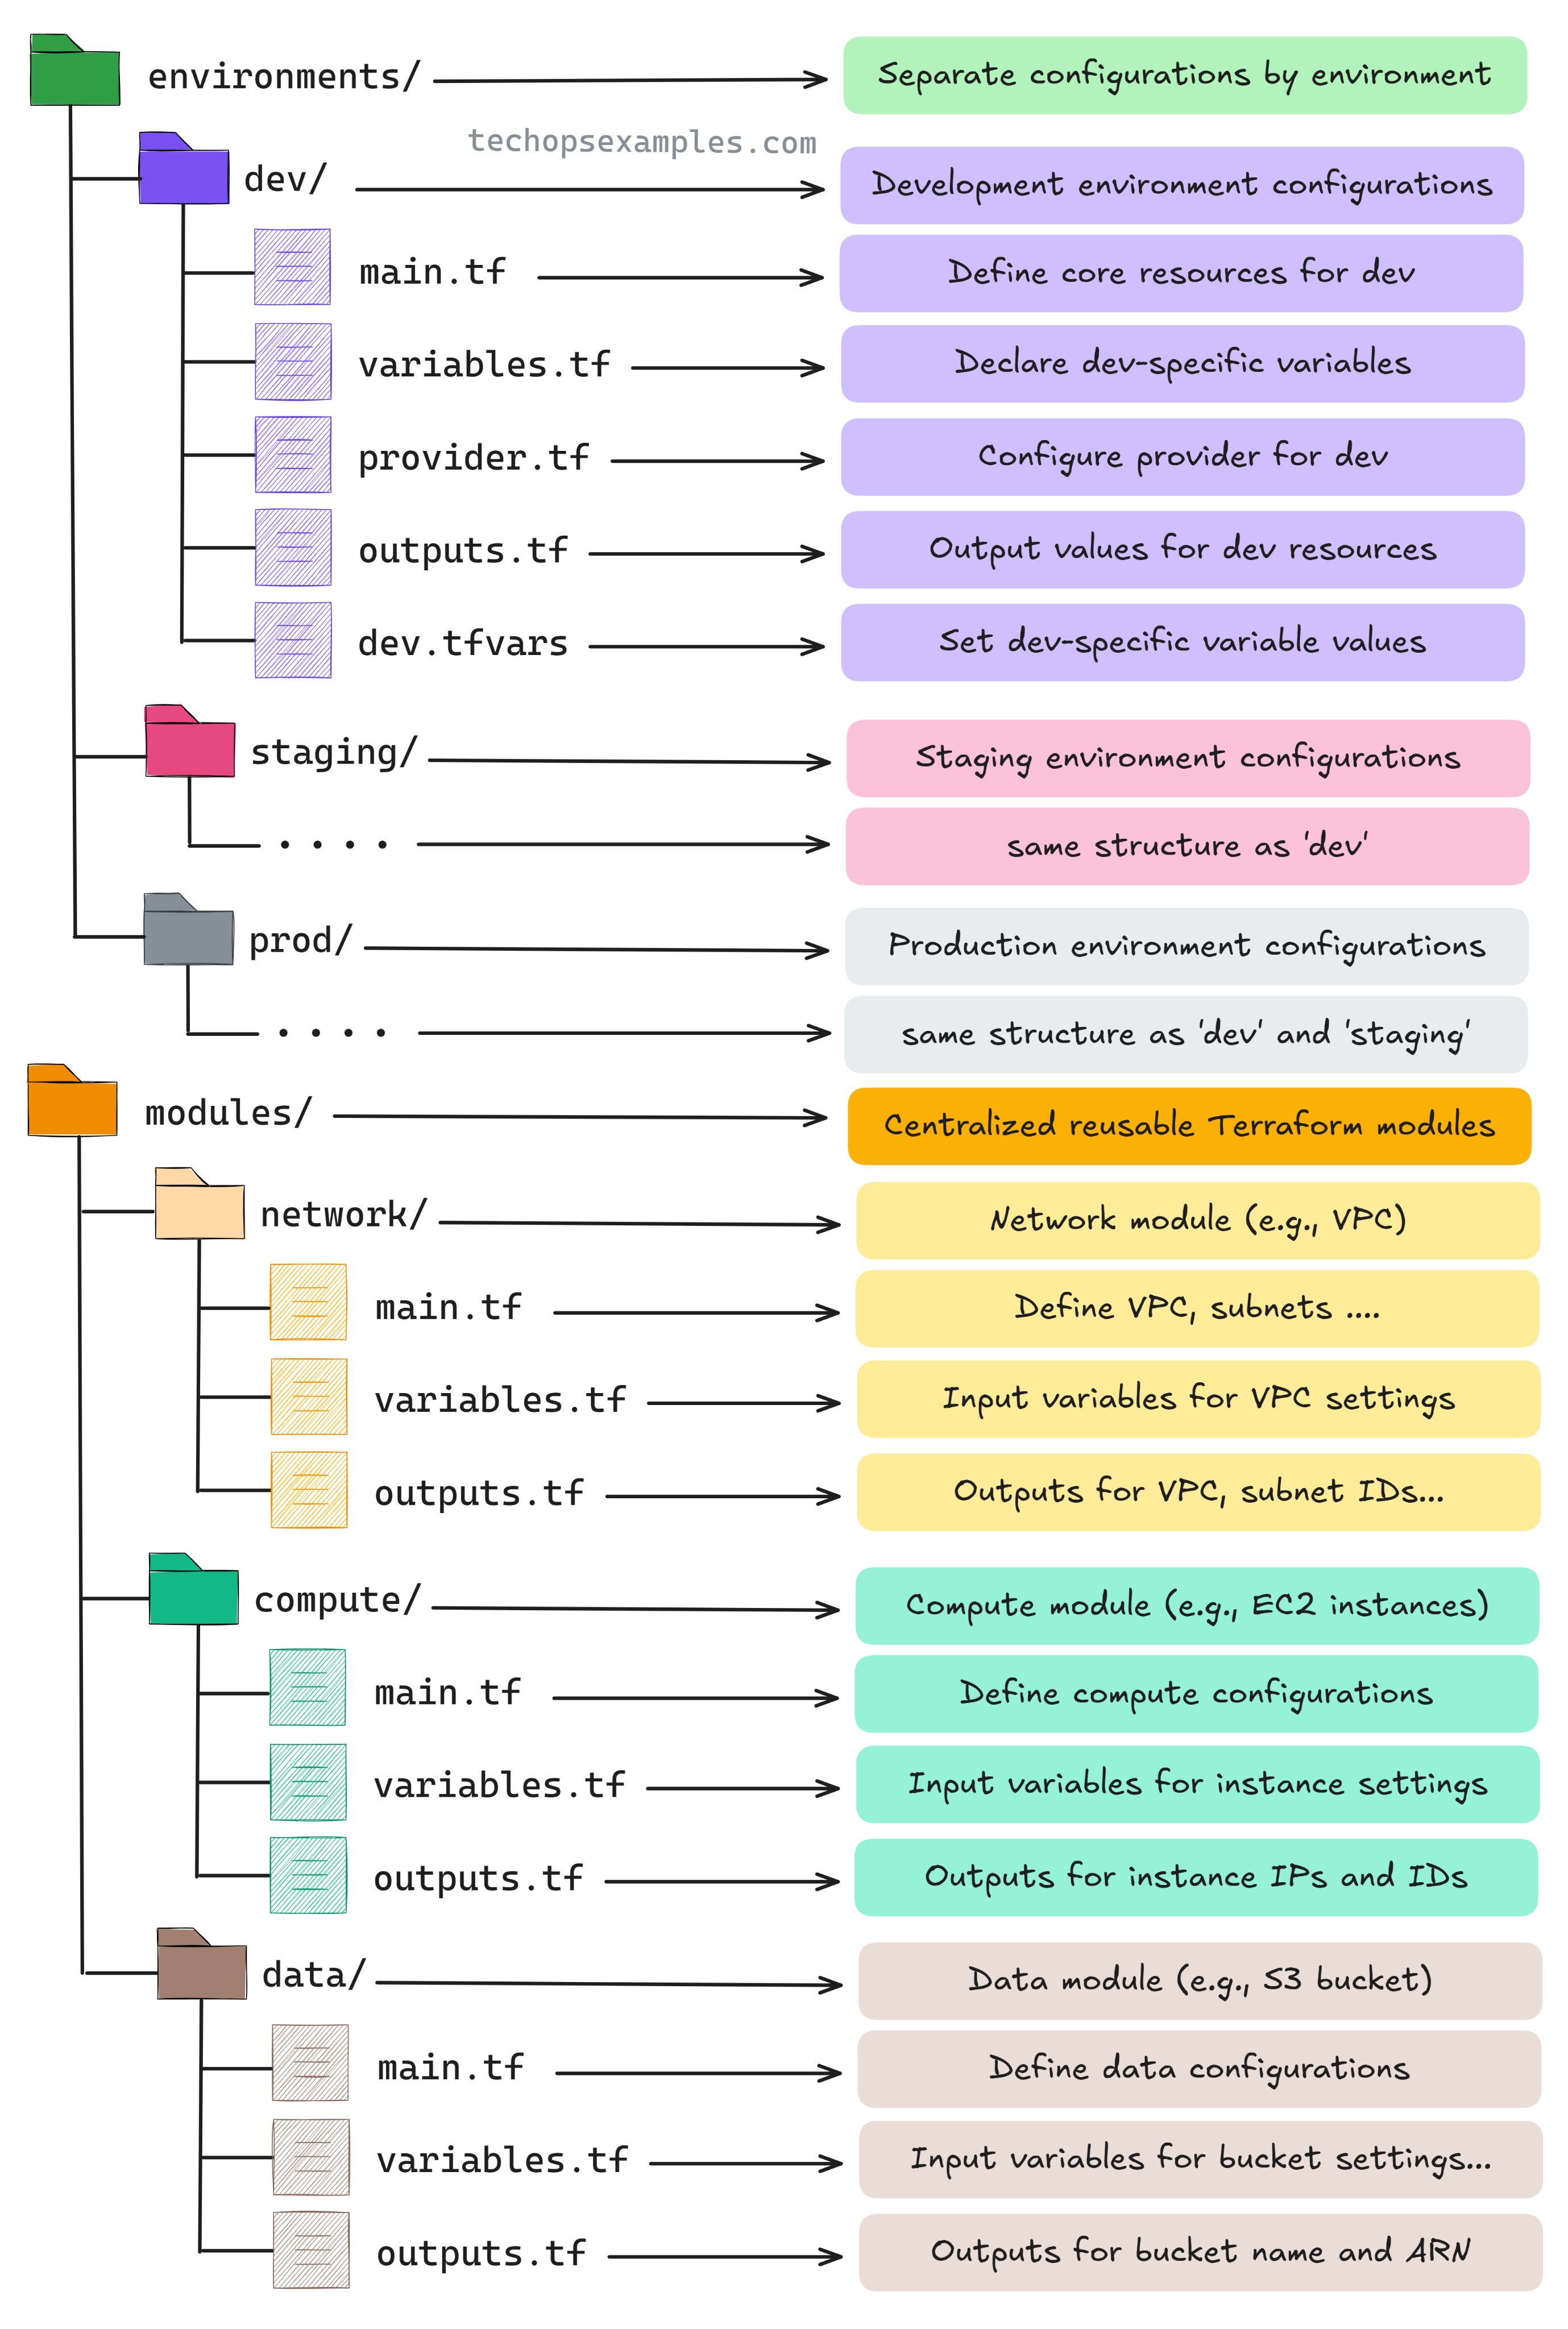 environments/
Separate configurations by environment
techopsexamples.com
dev/
Development environment configurations
main.tf
Define core resources for dev
variables.tf
Declare dev-specific variables
provider.tf
Configure provider for dev
outputs.tf
Output values for dev resources
dev.tfvars
Set dev-specific variable values
staging/
Staging environment configurations
. . . .
same structure as 'dev'
prod/
Production environment configurations
. . . .
same structure as 'dev' and 'staging'
modules/
Centralized reusable Terraform modules
network/
Network module (e.g., VPC)
main.tf
Define VPC, subnets ....
variables.tf
Input variables for VPC settings
outputs.tf
Outputs for VPC, subnet IDs...
compute/
Compute module (e.g., EC2 instances)
main.tf
Define compute configurations
variables.tf
Input variables for instance settings
outputs.tf
Outputs for instance IPs and IDs
data/
Data module (e.g., S3 bucket)
main.tf
Define data configurations
variables.tf
Input variables for bucket settings...
outputs.tf
Outputs for bucket name and ARN